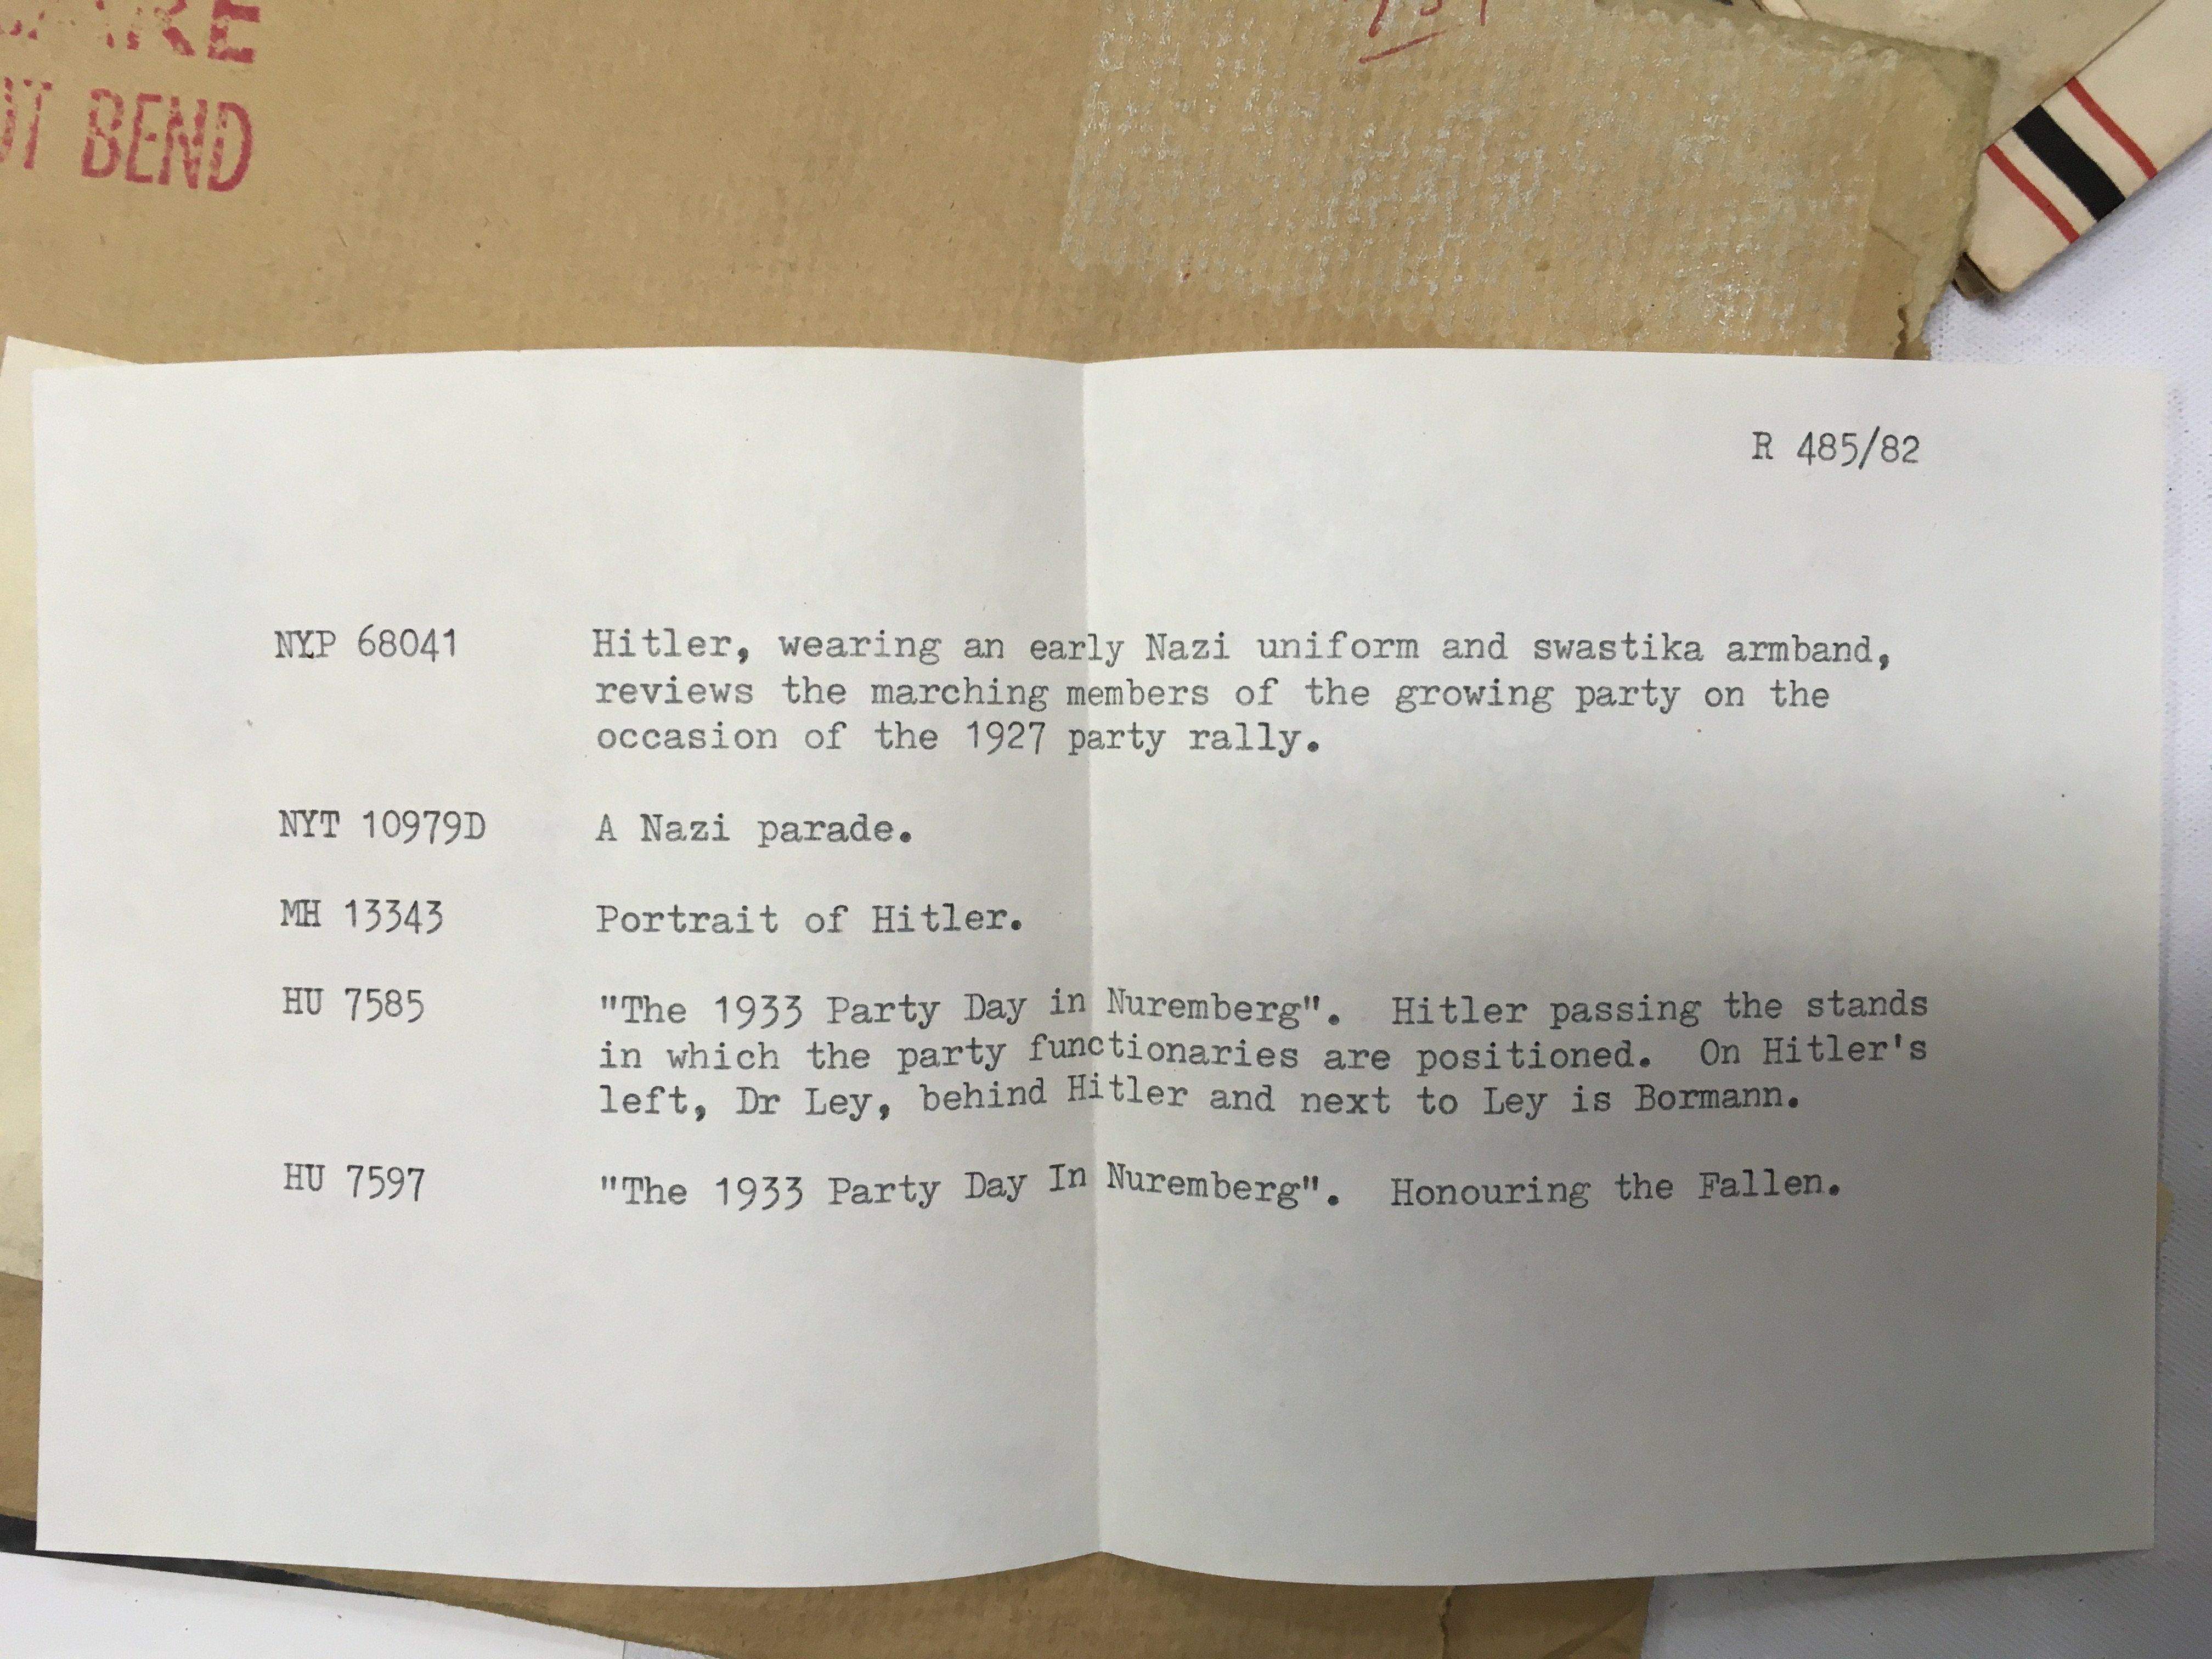 BEND
R 485/82
NYP 68041 Hitler, wearing an early Nazi uniform and swastika armband,
reviews the marching members of the growing party on the
occasion of the 1927 party rally.
NYT 10979D A Nazi parade.
MH 13343 Portrait of Hitler.
HU 7585 "The 1933 Party Day in Nuremberg". Hitler passing the stands
in which the party functionaries are positioned. On Hitler's
left, Dr Ley, behind Hitler and next to Ley is Bormann.
HU 7597 "The 1933 Party Day In Nuremberg". Honouring the Fallen.